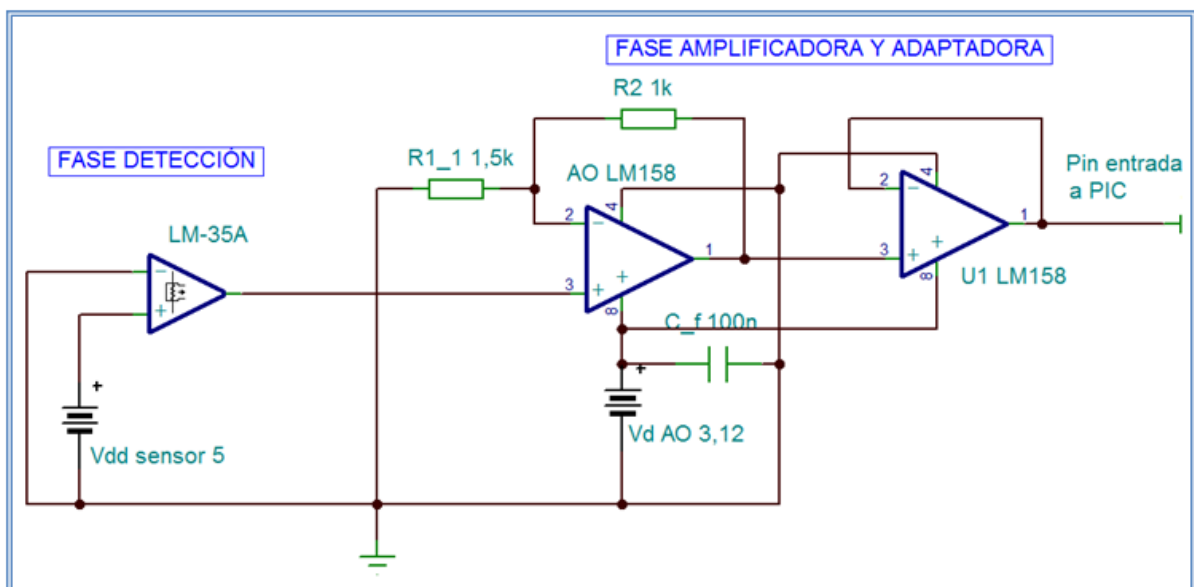 FASE AMPLIFICADORA Y ADAPTADORA
R2 1k
FASE DETECCIÓN
R1_1 1,5k
AO LM158
Pin entrada
a PIC
LM-35A
4
4
2
2
1
1
3
3
8
8
U1 LM158
C_f 100n
Vd AO 3,12
Vdd sensor 5